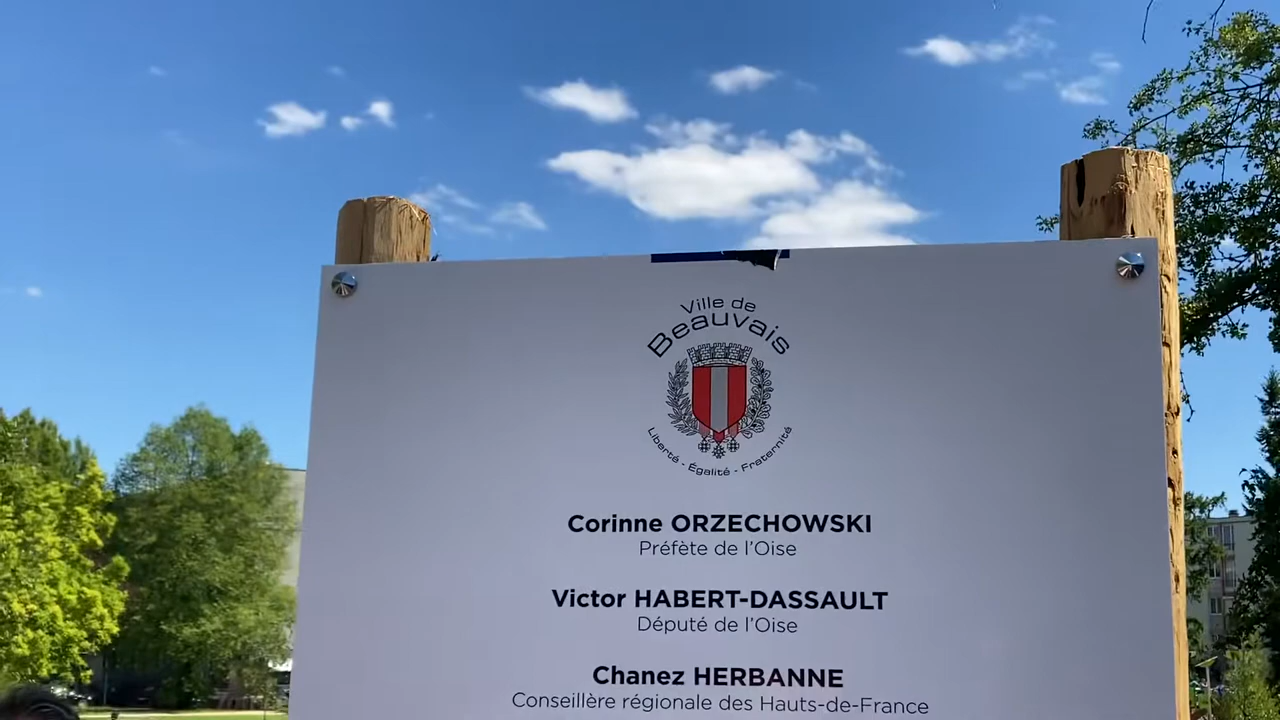 Ville de
Beauvais
Liberté - Égalité - Fraternité
Corinne ORZECHOWSKI
Préfète de l'Oise
Victor HABERT-DASSAULT
Député de l'Oise
Chanez HERBANNE
Conseillère régionale des Hauts-de-France